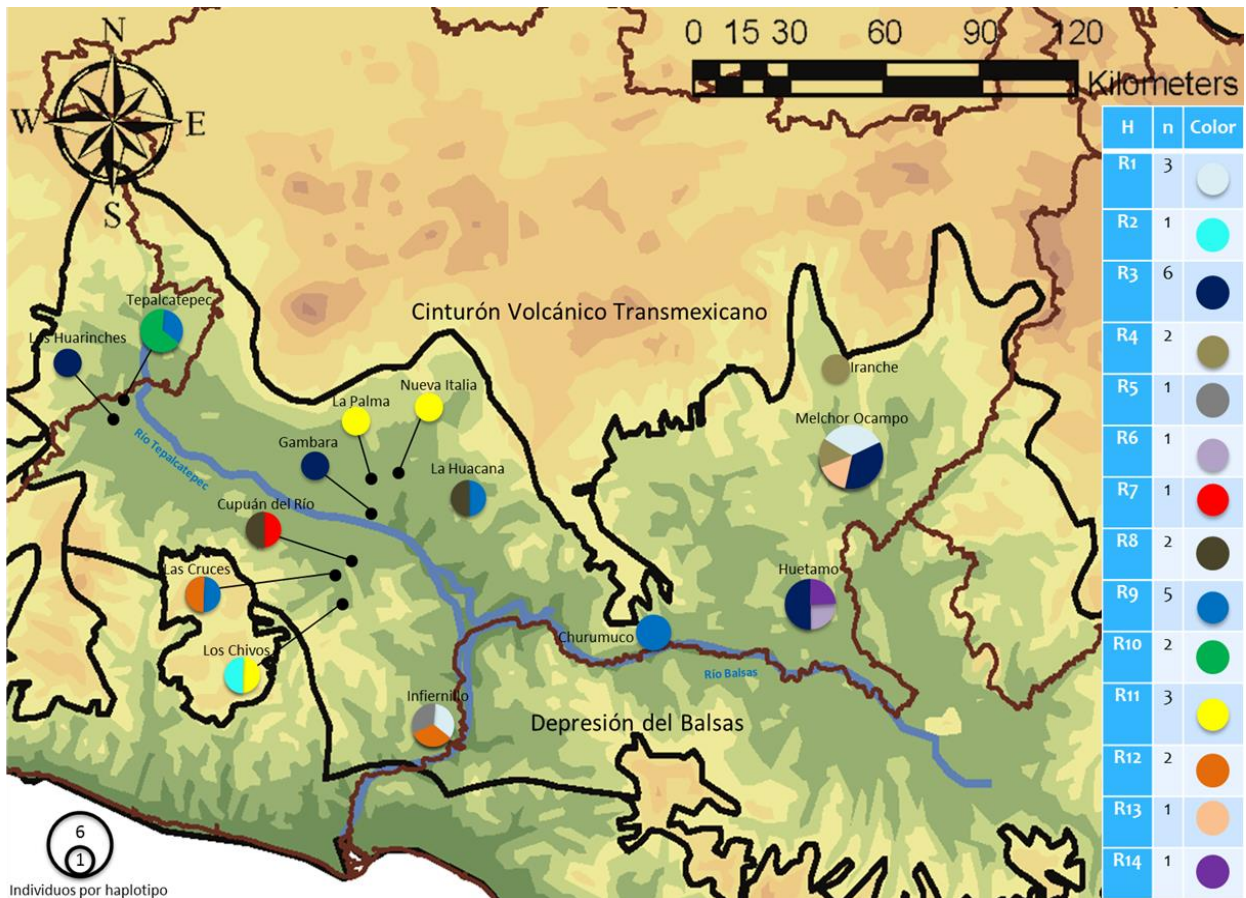 N
W
E
S
0 15 30 60 90 120
Kilometers
Tepalcatepec
Los Huarinches
Cinturón Volcánico Transmexicano
Iranche
Nueva Italia
La Palma
Melchor Ocampo
Río Tepalcatepec
Gambara
La Huacana
Cupuán del Río
Las Cruces
Huetamo
Churumuco
Los Chivos
Río Balsas
Infiernillo
Depresión del Balsas
6
1
Individuos por haplotipo
H n Color
R1 3
R2 1
R3 6
R4 2
R5 1
R6 1
R7 1
R8 2
R9 5
R10 2
R11 3
R12 2
R13 1
R14 1